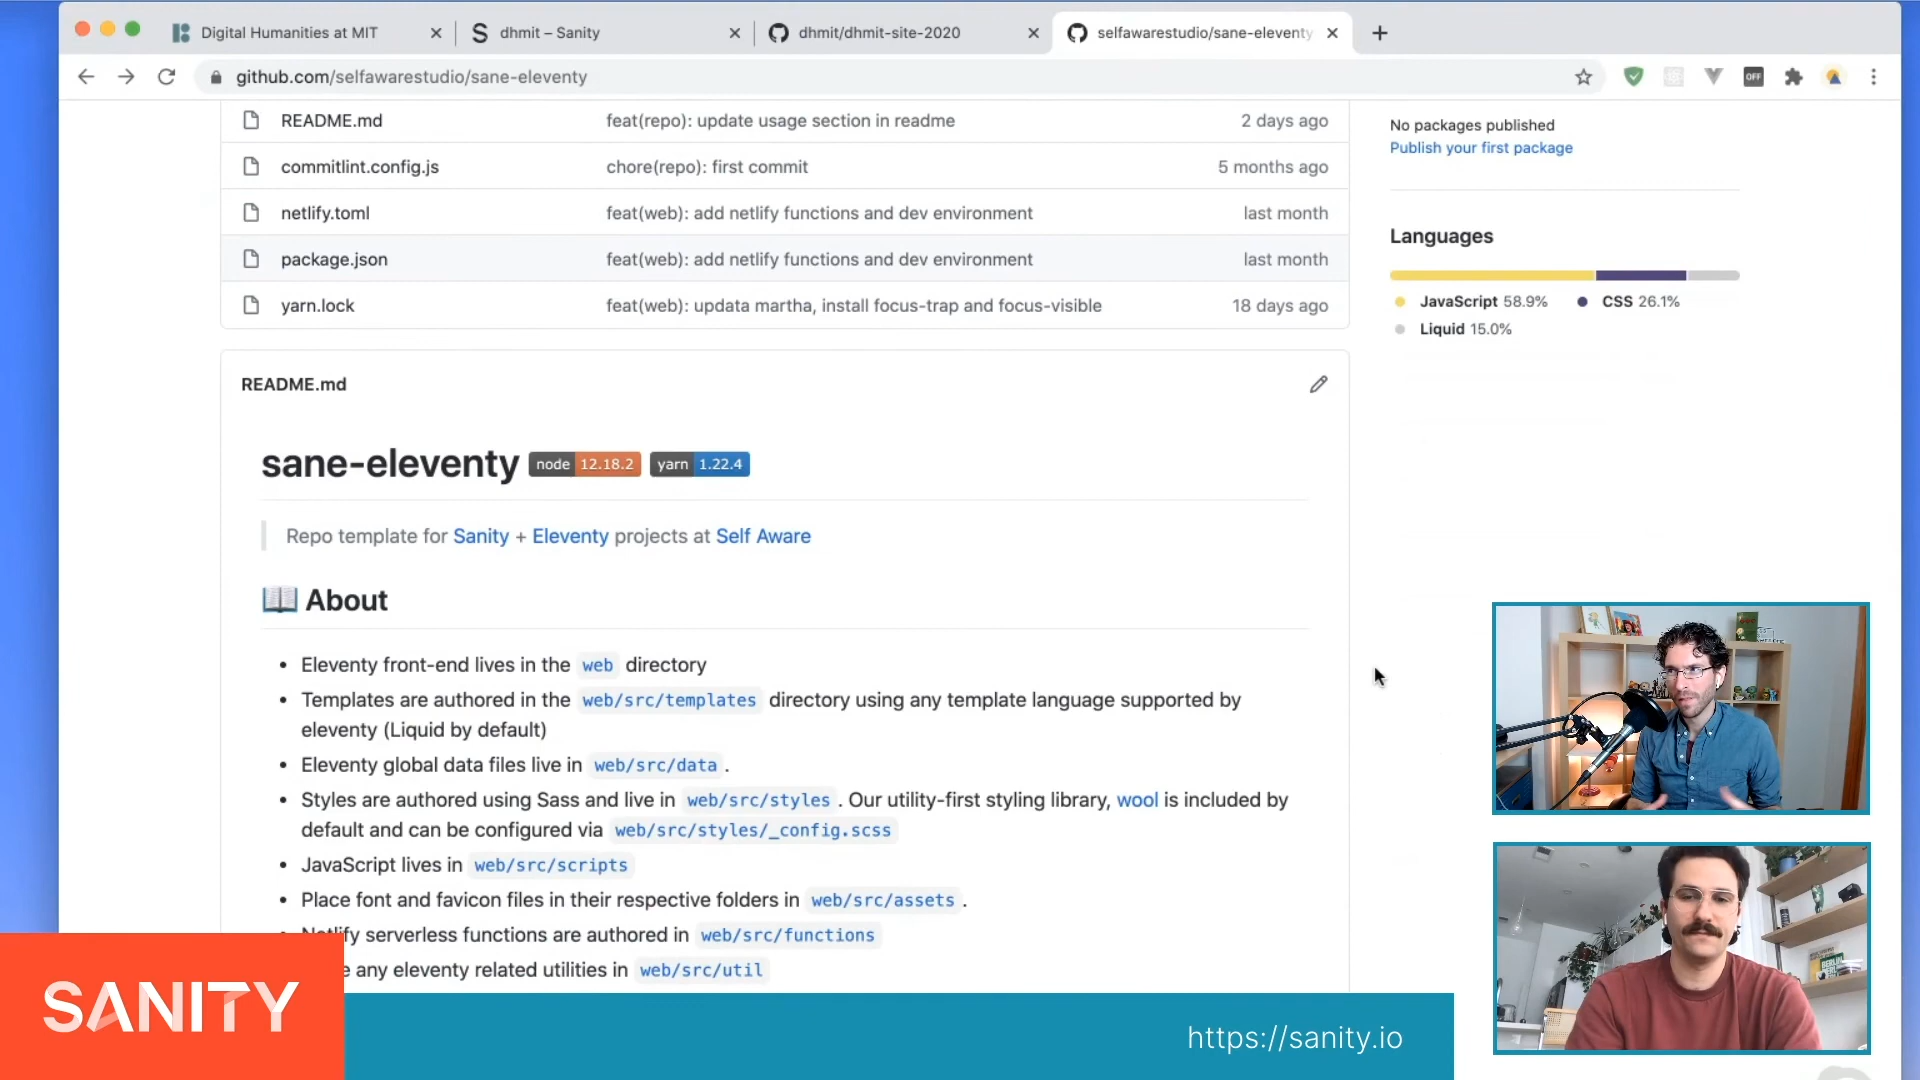 Digital Humanities at MIT
dhmit – Sanity
dhmit/dhmit-site-2020
selfawarestudio/sane-eleventy
github.com/selfawarestudio/sane-eleventy
OFF
README.md feat(repo): update usage section in readme 2 days ago
commitlint.config.js chore(repo): first commit 5 months ago
netlify.toml feat(web): add netlify functions and dev environment last month
package.json feat(web): add netlify functions and dev environment last month
yarn.lock feat(web): updata martha, install focus-trap and focus-visible 18 days ago
No packages published
Publish your first package
Languages
JavaScript 58.9% CSS 26.1%
Liquid 15.0%
README.md
sane-eleventy node 12.18.2 yarn 1.22.4
Repo template for Sanity + Eleventy projects at Self Aware
About
Eleventy front-end lives in the web directory
Templates are authored in the web/src/templates directory using any template language supported by
eleventy (Liquid by default)
Eleventy global data files live in web/src/data .
Styles are authored using Sass and live in web/src/styles . Our utility-first styling library, wool is included by
default and can be configured via web/src/styles/_config.scss
JavaScript lives in web/src/scripts
Place font and favicon files in their respective folders in web/src/assets .
Netlify serverless functions are authored in web/src/functions
any eleventy related utilities in web/src/util
SANITY
https://sanity.io